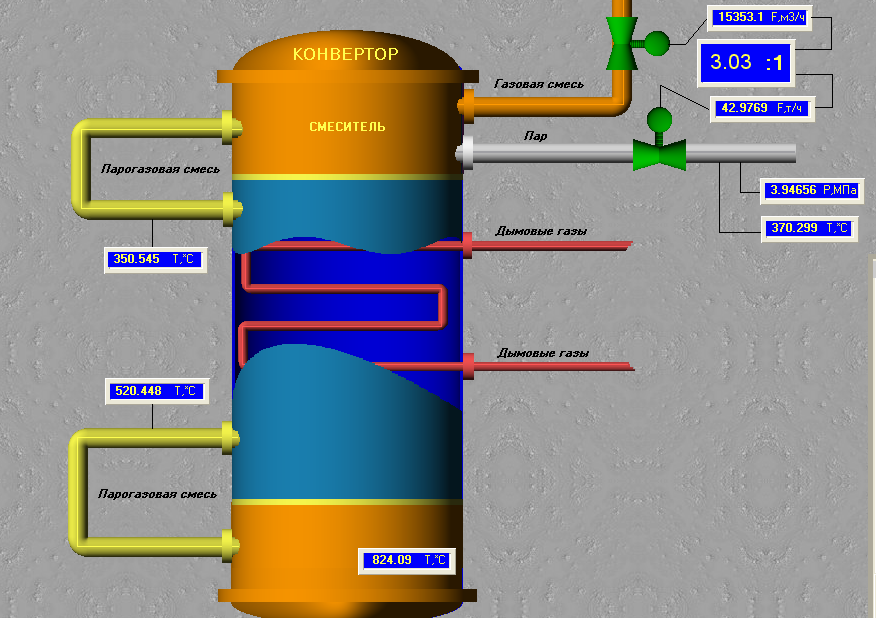 15353.1 F,м3/ч
КОНВЕРТОР
3.03 :1
Газовая смесь
42.9769 F,т/ч
СМЕСИТЕЛЬ
Пар
Парогазовая смесь
3.94656 P,МПа
370.299 T,°C
Дымовые газы
350.545 T,°C
Дымовые газы
520.448 T,°C
Парогазовая смесь
824.09 T,°C